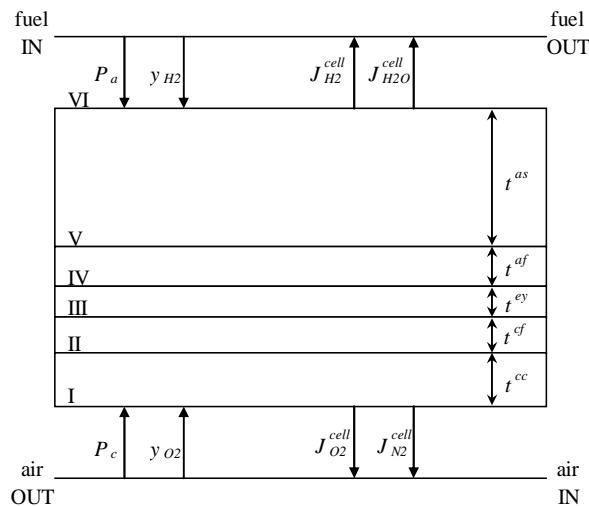 fuel fuel
IN OUT
P a y H2 J H2 cell J H2O cell
VI
t as
V
t af
IV
t ey
III
t cf
II
t cc
I
P c y O2 J O2 cell J N2 cell
air air
OUT IN